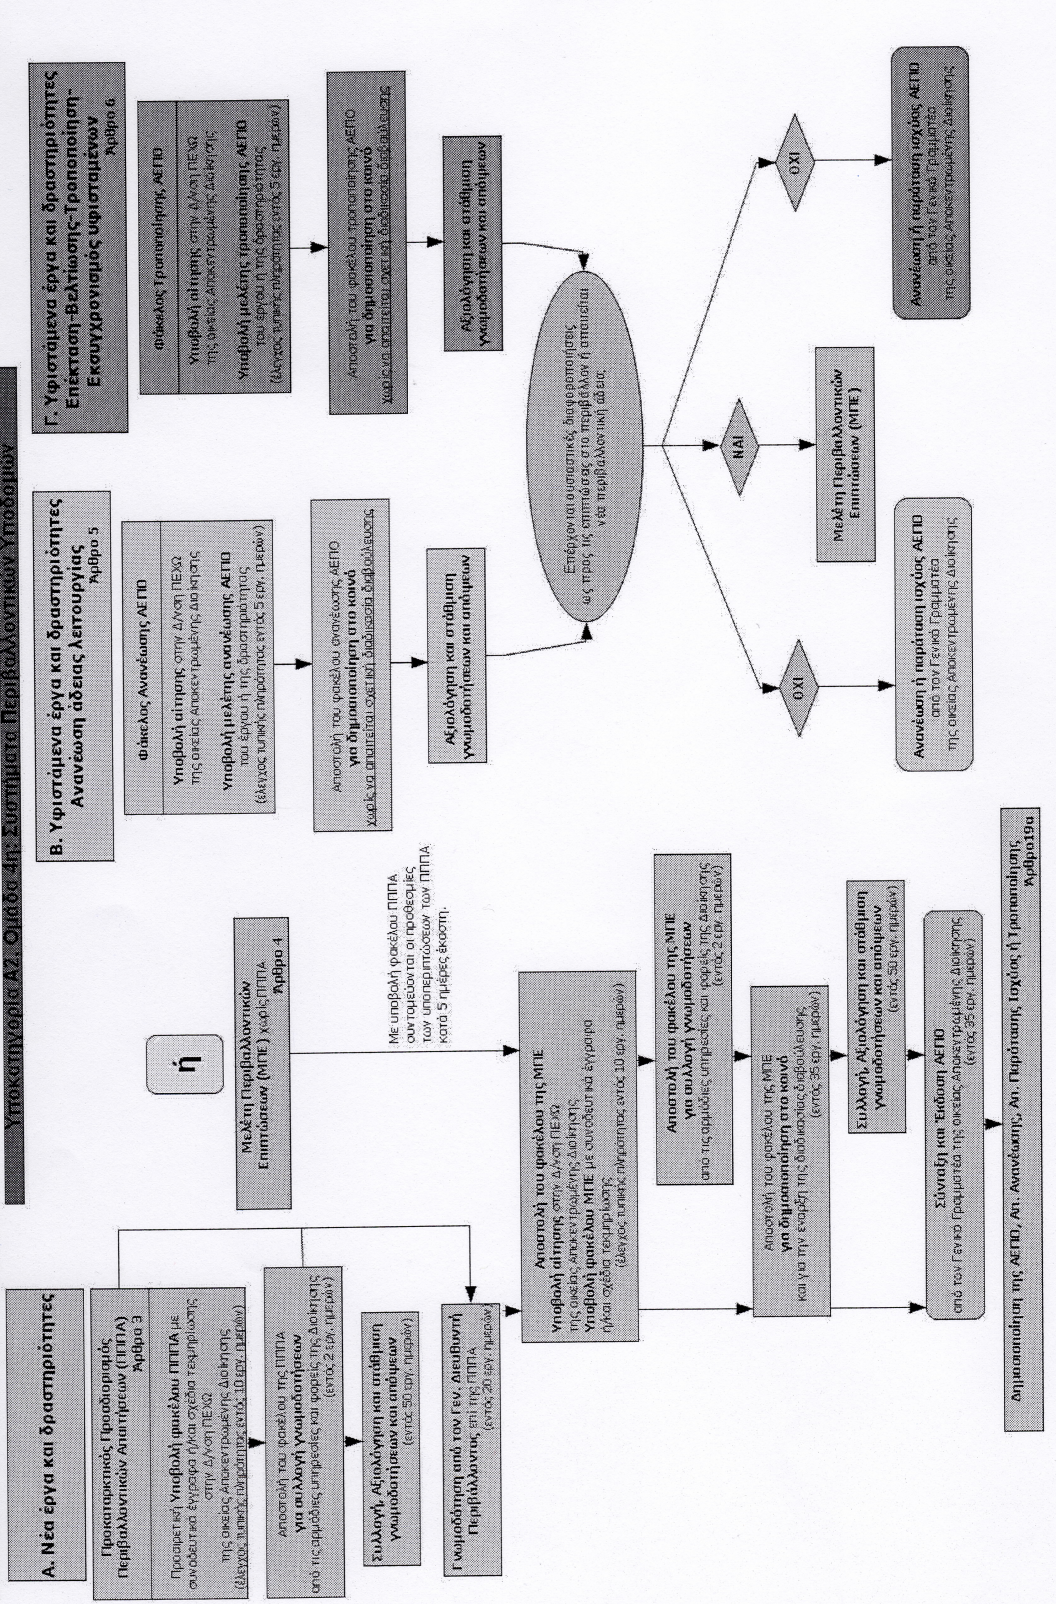 Υποκατηγορία Α2. Ομάδα 4η: Συστήματα Περιβαλλοντικών Υποδομών
Α. Νέα έργα και δραστηριότητες
Προκαταρκτικός Προσδιορισμός
Περιβαλλοντικών Απαιτήσεων (ΠΠΠΑ)
Άρθρο 3
Προαιρετική Υποβολή φακέλου ΠΠΠΑ με
συνοδευτικά έγγραφα ή/και σχέδια τεκμηρίωσης
στην Δ/νση ΠΕΧΩ
της οικείας Αποκεντρωμένης Διοίκησης
(έλεγχος τυπικής πληρότητας εντός 10 εργ. ημερών)
Αποστολή του φακέλου της ΠΠΠΑ
για συλλογή γνωμοδοτήσεων
από τις αρμόδιες υπηρεσίες και φορείς της Διοίκησης
(εντός 2 εργ. ημερών)
Συλλογή, Αξιολόγηση και στάθμιση
γνωμοδοτήσεων και απόψεων
(εντός 50 εργ. ημερών)
Γνωμοδότηση από τον Γεν. Διευθυντή
Περιβάλλοντος επί της ΠΠΠΑ
(εντός 20 εργ. ημερών)
ή
Μελέτη Περιβαλλοντικών
Επιπτώσεων (ΜΠΕ) χωρίς ΠΠΠΑ
Άρθρο 4
Με υποβολή φακέλου ΠΠΠΑ
συντομεύονται οι προθεσμίες
των υποπεριπτώσεων των ΠΠΠΑ
κατά 5 ημέρες έκαστη.
Αποστολή του φακέλου της ΜΠΕ
Υποβολή αίτησης στην Δ/νση ΠΕΧΩ
της οικείας Αποκεντρωμένης Διοίκησης
Υποβολή φακέλου ΜΠΕ με συνοδευτικά έγγραφα
ή/και σχέδια τεκμηρίωσης
(έλεγχος τυπικής πληρότητας εντός 10 εργ. ημερών)
Αποστολή του φακέλου της ΜΠΕ
για συλλογή γνωμοδοτήσεων
από τις αρμόδιες υπηρεσίες και φορείς της Διοίκησης
(εντός 2 εργ. ημερών)
Αποστολή του φακέλου της ΜΠΕ
για δημοσιοποίηση στο κοινό
και για την έναρξη της διαδικασίας διαβούλευσης
(εντός 35 εργ. ημερών)
Συλλογή, Αξιολόγηση και στάθμιση
γνωμοδοτήσεων και απόψεων
(εντός 50 εργ. ημερών)
Σύνταξη και Έκδοση ΑΕΠΟ
από τον Γενικό Γραμματέα της οικείας Αποκεντρωμένης Διοίκησης
(εντός 35 εργ. ημερών)
Δημοσιοποίηση της ΑΕΠΟ, Απ. Ανανέωσης, Απ. Παράτασης Ισχύος ή Τροποποίησης
Άρθρο19α
Β. Υφιστάμενα έργα και δραστηριότητες
Ανανέωση άδειας λειτουργίας
Άρθρο 5
Φάκελος Ανανέωσης ΑΕΠΟ
Υποβολή αίτησης στην Δ/νση ΠΕΧΩ
της οικείας Αποκεντρωμένης Διοίκησης
Υποβολή μελέτης ανανέωσης ΑΕΠΟ
του έργου ή της δραστηριότητας
(έλεγχος τυπικής πληρότητας εντός 5 εργ. ημερών)
Αποστολή του φακέλου ανανέωσης ΑΕΠΟ
για δημοσιοποίηση στο κοινό
χωρίς να απαιτείται σχετική διαδικασία διαβούλευσης
Αξιολόγηση και στάθμιση
γνωμοδοτήσεων και απόψεων
Γ. Υφιστάμενα έργα και δραστηριότητες
Επέκταση-Βελτίωσης-Τροποποίηση-
Εκσυγχρονισμός υφισταμένων
Άρθρο 6
Φάκελος Τροποποίησης ΑΕΠΟ
Υποβολή αίτησης στην Δ/νση ΠΕΧΩ
της οικείας Αποκεντρωμένης Διοίκησης
Υποβολή μελέτης τροποποίησης ΑΕΠΟ
του έργου ή της δραστηριότητας
(έλεγχος τυπικής πληρότητας εντός 5 εργ. ημερών)
Αποστολή του φακέλου τροποποίησης ΑΕΠΟ
για δημοσιοποίηση στο κοινό
χωρίς να απαιτείται σχετική διαδικασία διαβούλευσης
Αξιολόγηση και στάθμιση
γνωμοδοτήσεων και απόψεων
Επέρχονται ουσιαστικές διαφοροποιήσεις
ως προς τις επιπτώσεις στο περιβάλλον ή απαιτείται
νέα περιβαλλοντική άδεια;
ΟΧΙ
ΝΑΙ
ΟΧΙ
Ανανέωση ή παράταση ισχύος ΑΕΠΟ
από τον Γενικό Γραμματέα
της οικείας Αποκεντρωμένης Διοίκησης
Μελέτη Περιβαλλοντικών
Επιπτώσεων (ΜΠΕ)
Ανανέωση ή παράταση ισχύος ΑΕΠΟ
από τον Γενικό Γραμματέα
της οικείας Αποκεντρωμένης Διοίκησης